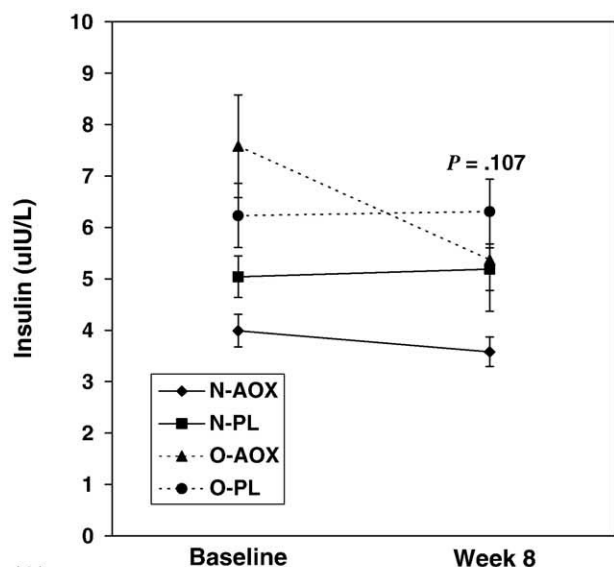 Insulin (uIU/L)
10
9
8
7
6
5
4
3
2
1
0
P = .107
N-AOX
N-PL
O-AOX
O-PL
Baseline
Week 8